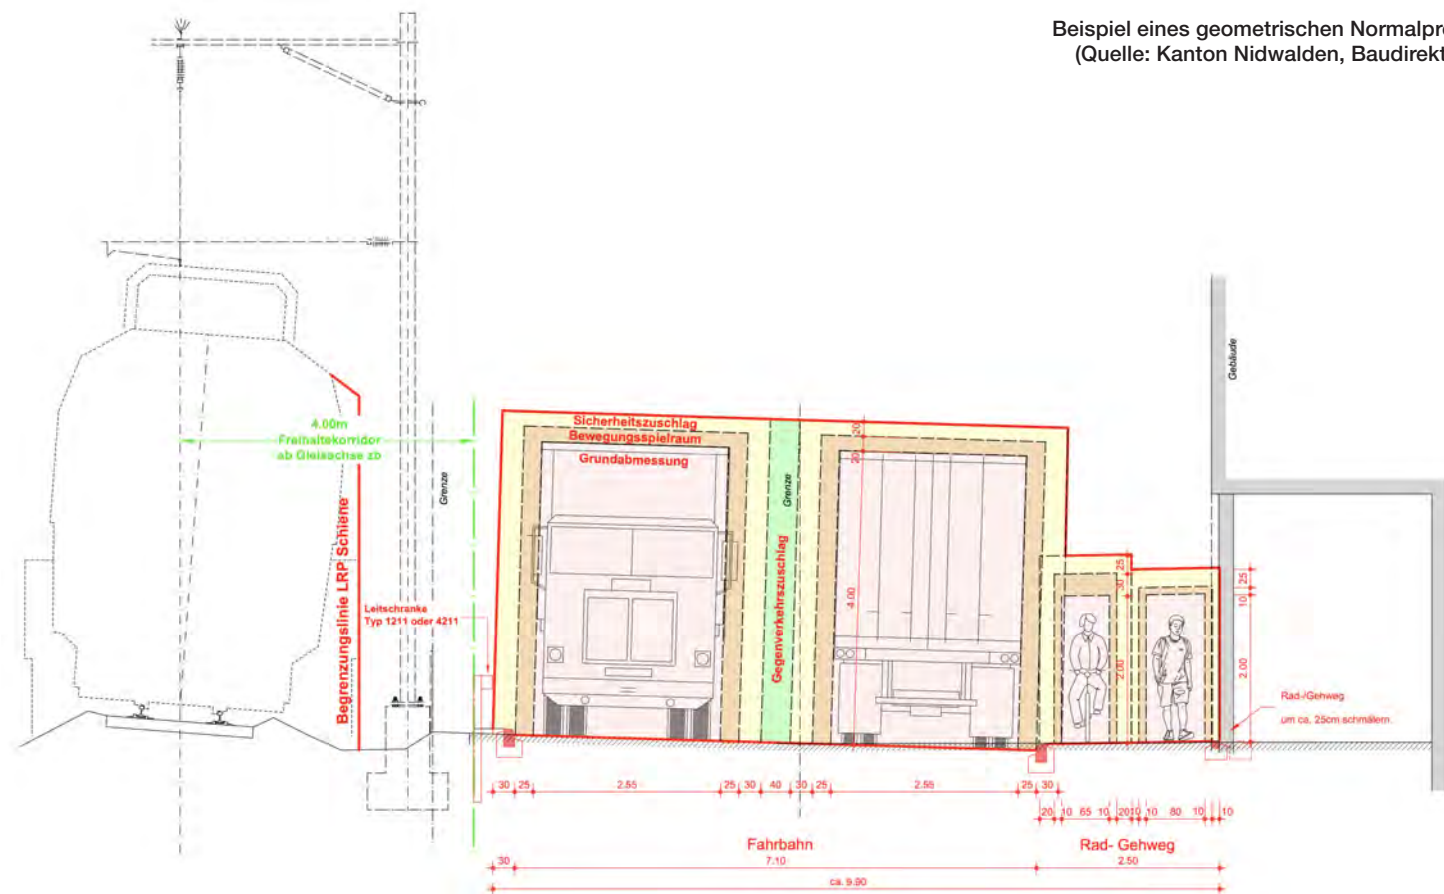 Beispiel eines geometrischen Normalpro
(Quelle: Kanton Nidwalden, Baudirekt
4.00m
Freihaltekorridor
ab Gleisachse zb
Begrenzungslinie LRP Schiene
Grenze
Leitschranke
Typ 1211 oder 4211
Sicherheitszuschlag
Bewegungsspielraum
Grundabmessung
Gegenverkehrszuschlag
Grenze
20
20
4.00
Gebäude
25
30
2.00
25
10
2.00
Rad-/Gehweg
um ca. 25cm schmälern
30 25 2.55 25 30 40 30 25 2.55 25 30
20 10 65 10 20 10 10 80 10 10
Fahrbahn
Rad- Gehweg
30 7.10 2.50
ca. 9.90